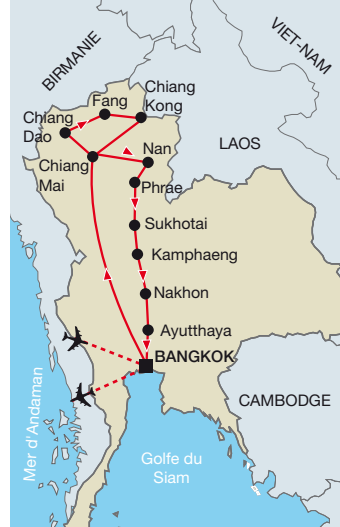 BIRMANIE
VIET-NAM
Chiang
Kong
Fang
Chiang
Dao
LAOS
Nan
Chiang
Mai
Phrae
Sukhotai
Kamphaeng
Nakhon
Ayutthaya
BANGKOK
CAMBODGE
Mer d'Andaman
Golfe du
Siam